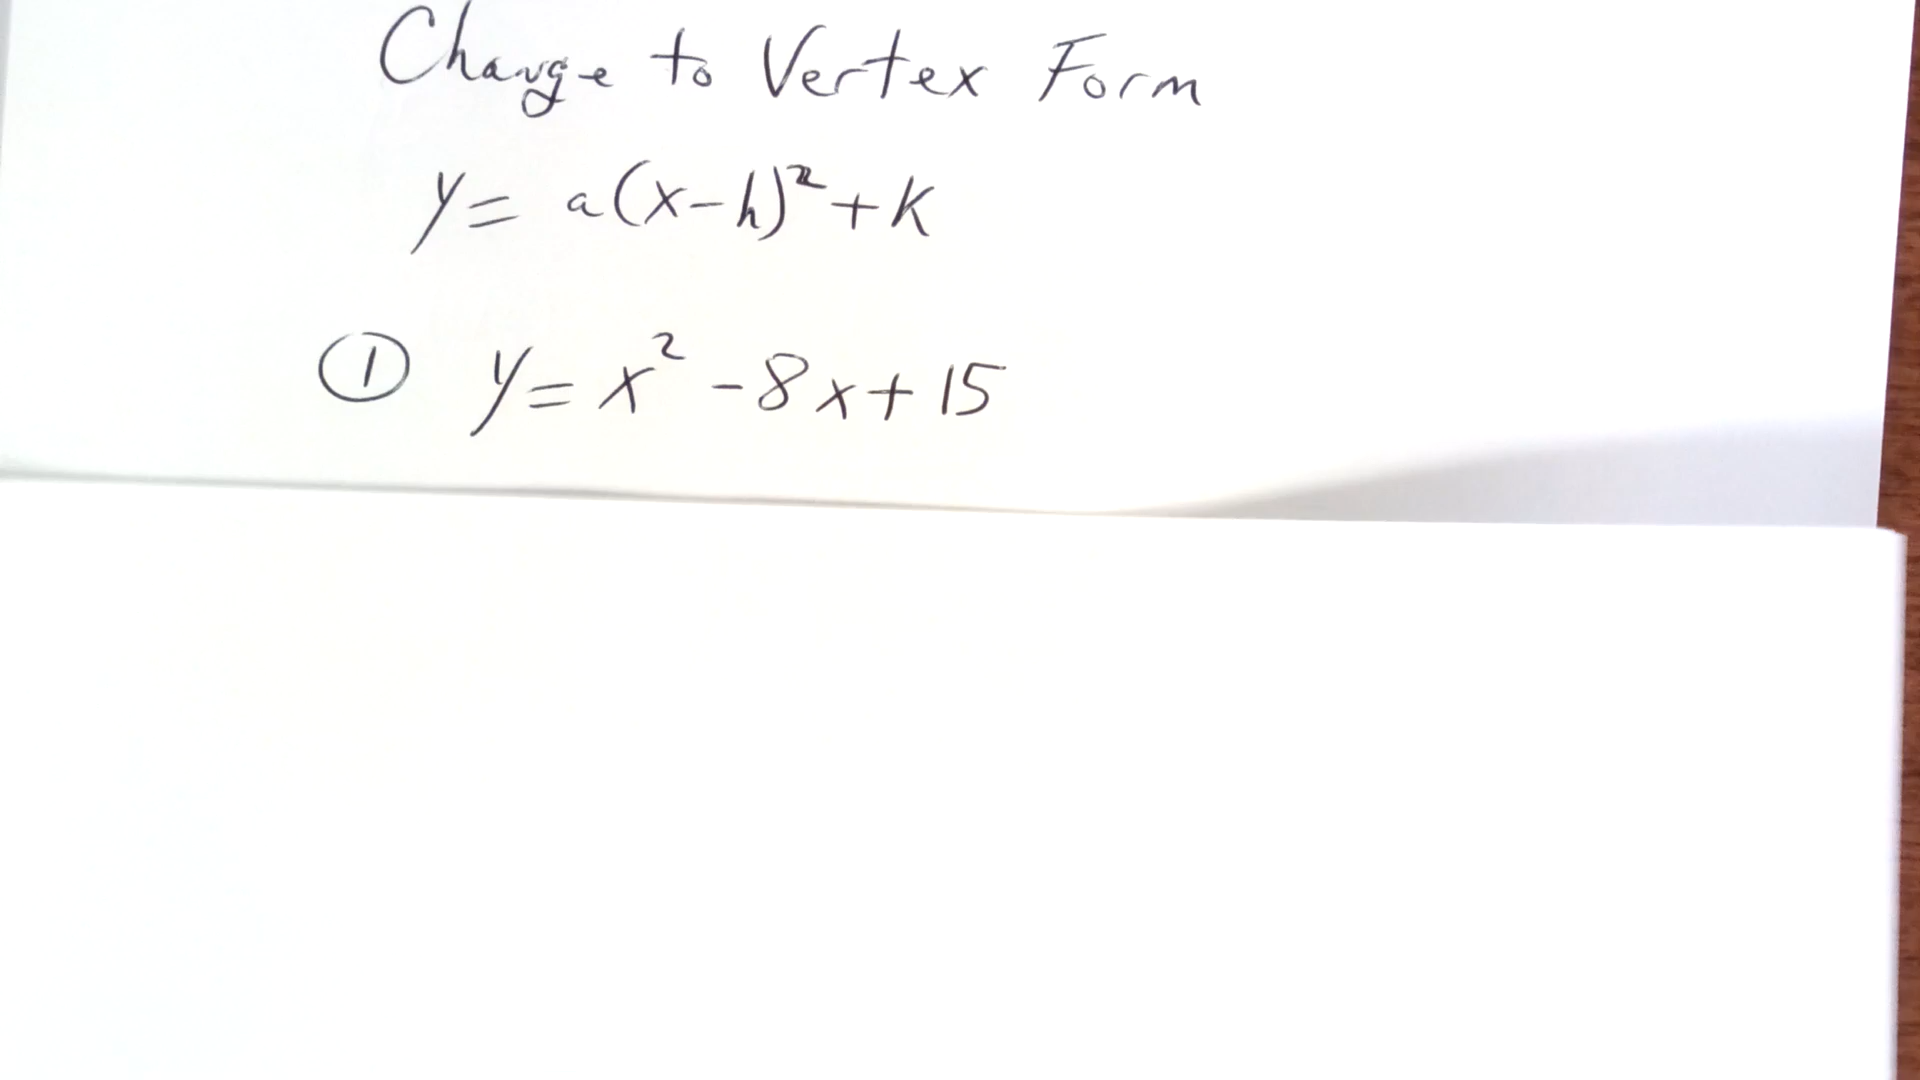 Change to Vertex Form
y = a(x-h)² + k
① y = x² - 8x + 15